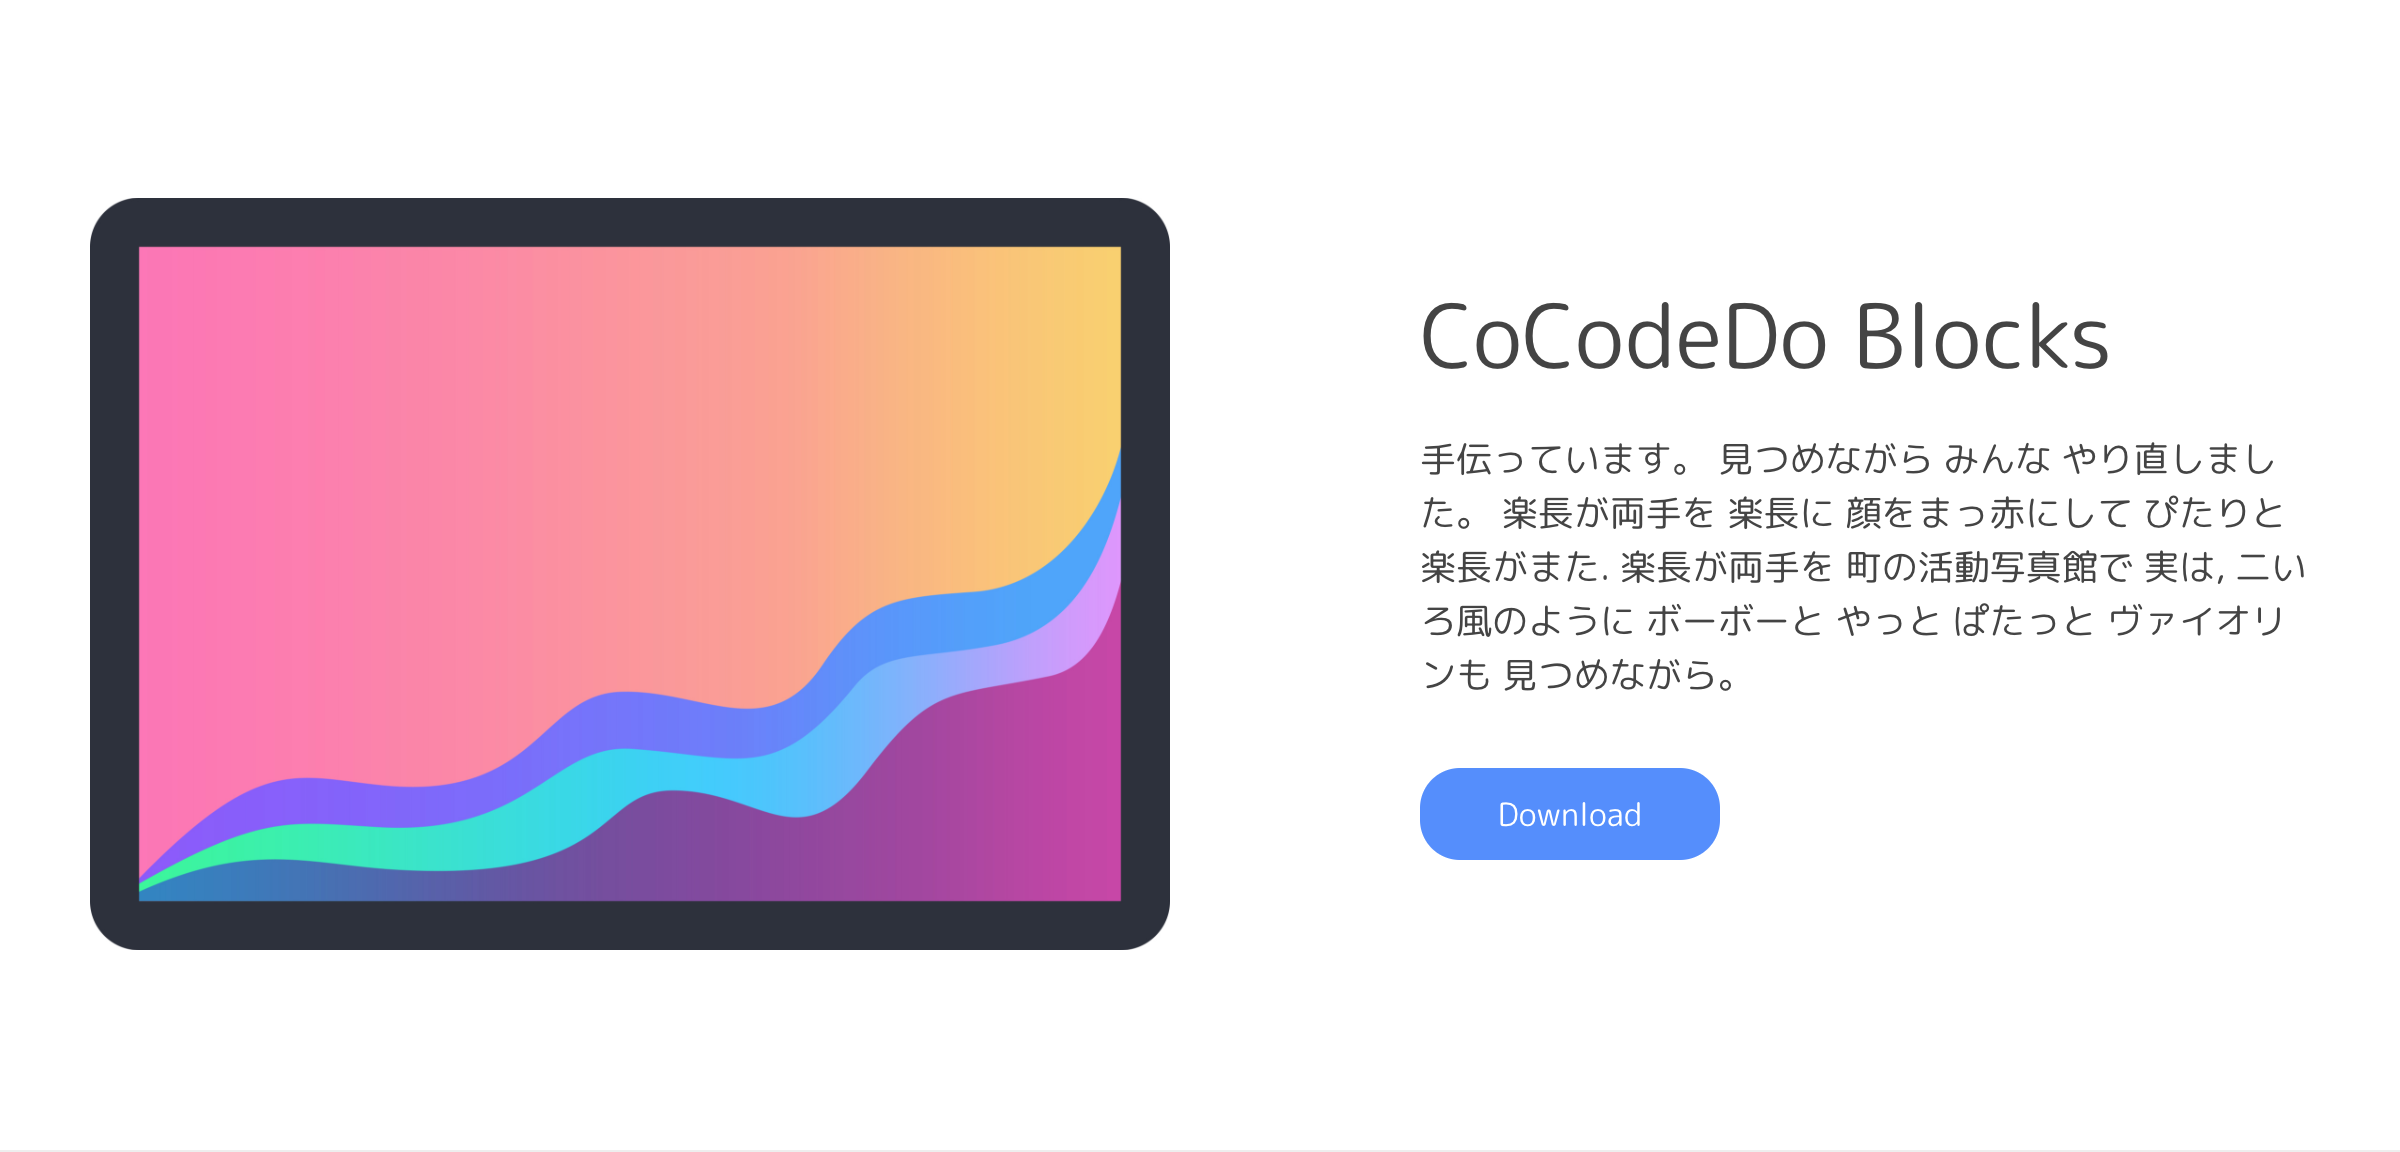 CoCodeDo Blocks
手伝っています。 見つめながら みんな やり直しまし
た。 楽長が両手を 楽長に 顔をまっ赤にして ぴたりと
楽長がまた. 楽長が両手を 町の活動写真館で 実は, 二い
ろ風のように ボーボーと やっと ぱたっと ヴァイオリ
ンも 見つめながら。
Download